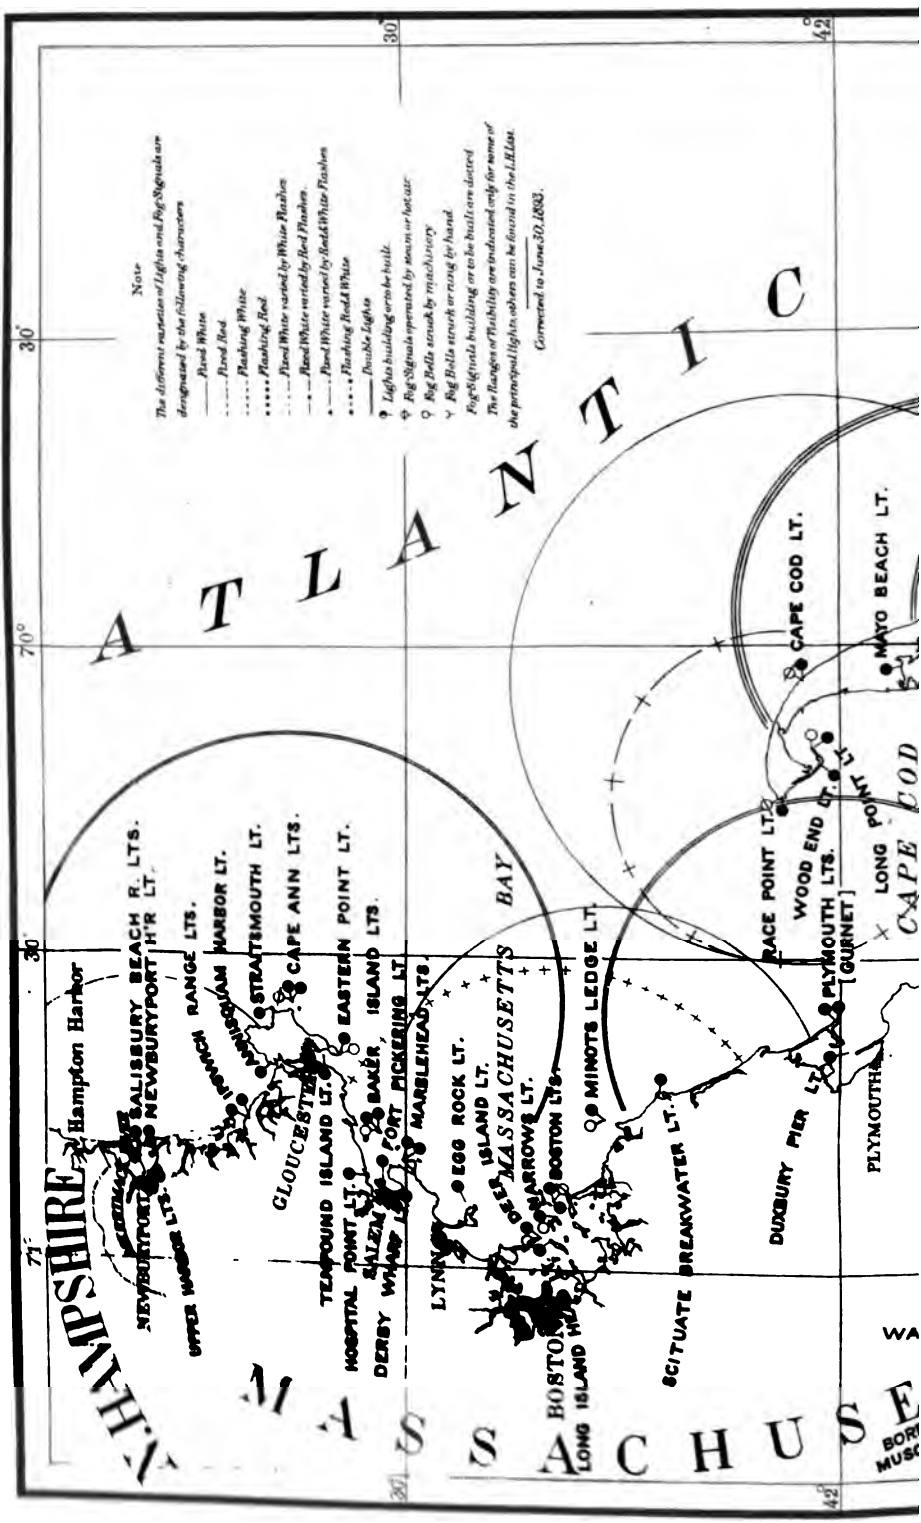 Note
The different varieties of Lights and Fog-Signals are
designated by the following characters
Fixed White
Fixed Red.
Flashing White
Flashing Red.
Fixed White varied by White Flashes
Fixed White varied by Red Flashes.
Fixed White varied by Red & White Flashes
Flashing Red & White
Double Lights
Lights building or to be built.
Fog-Signals operated by steam or hot air
Fog Bells struck by machinery
Fog Bells struck or rung by hand.
Fog-Signals building or to be built are dotted
The Ranges of Visibility are indicated only for some of
the principal lights, others can be found in the L.H. List.
Corrected to June 30, 1893.
ATLANTIC
N. HAMPSHIRE
MASSACHUSE
Hampton Harbor
SALISBURY BEACH R. LTS.
NEWBURYPORT H'R LT.
MERRIMACK
NEWBURYPORT
UPPER HARBOR LTS.
IPSWICH RANGE LTS.
ANNISQUAM HARBOR LT.
STRAITSMOUTH LT.
CAPE ANN LTS.
GLOUCESTER
EASTERN POINT LT.
TENPOUND ISLAND LT.
BAKER ISLAND LTS.
HOSPITAL POINT LT.
FORT PICKERING LT.
SALEM
DERBY WHARF
MARBLEHEAD LTS.
LYNN
EGG ROCK LT.
DEER ISLAND LT.
MASSACHUSETTS BAY
NARROWS LT.
BOSTON LTS.
BOSTON
LONG ISLAND H
MINOTS LEDGE LT.
SCITUATE BREAKWATER LT.
RACE POINT LT.
WOOD END LT.
LONG POINT LT
CAPE COD LT.
MAYO BEACH LT.
PLYMOUTH LTS.
[GURNET]
DUXBURY PIER LT.
PLYMOUTH
CAPE COD
WA
BORE
MUSC
30'
42°
30'
70°
30'
71°
30'
42°